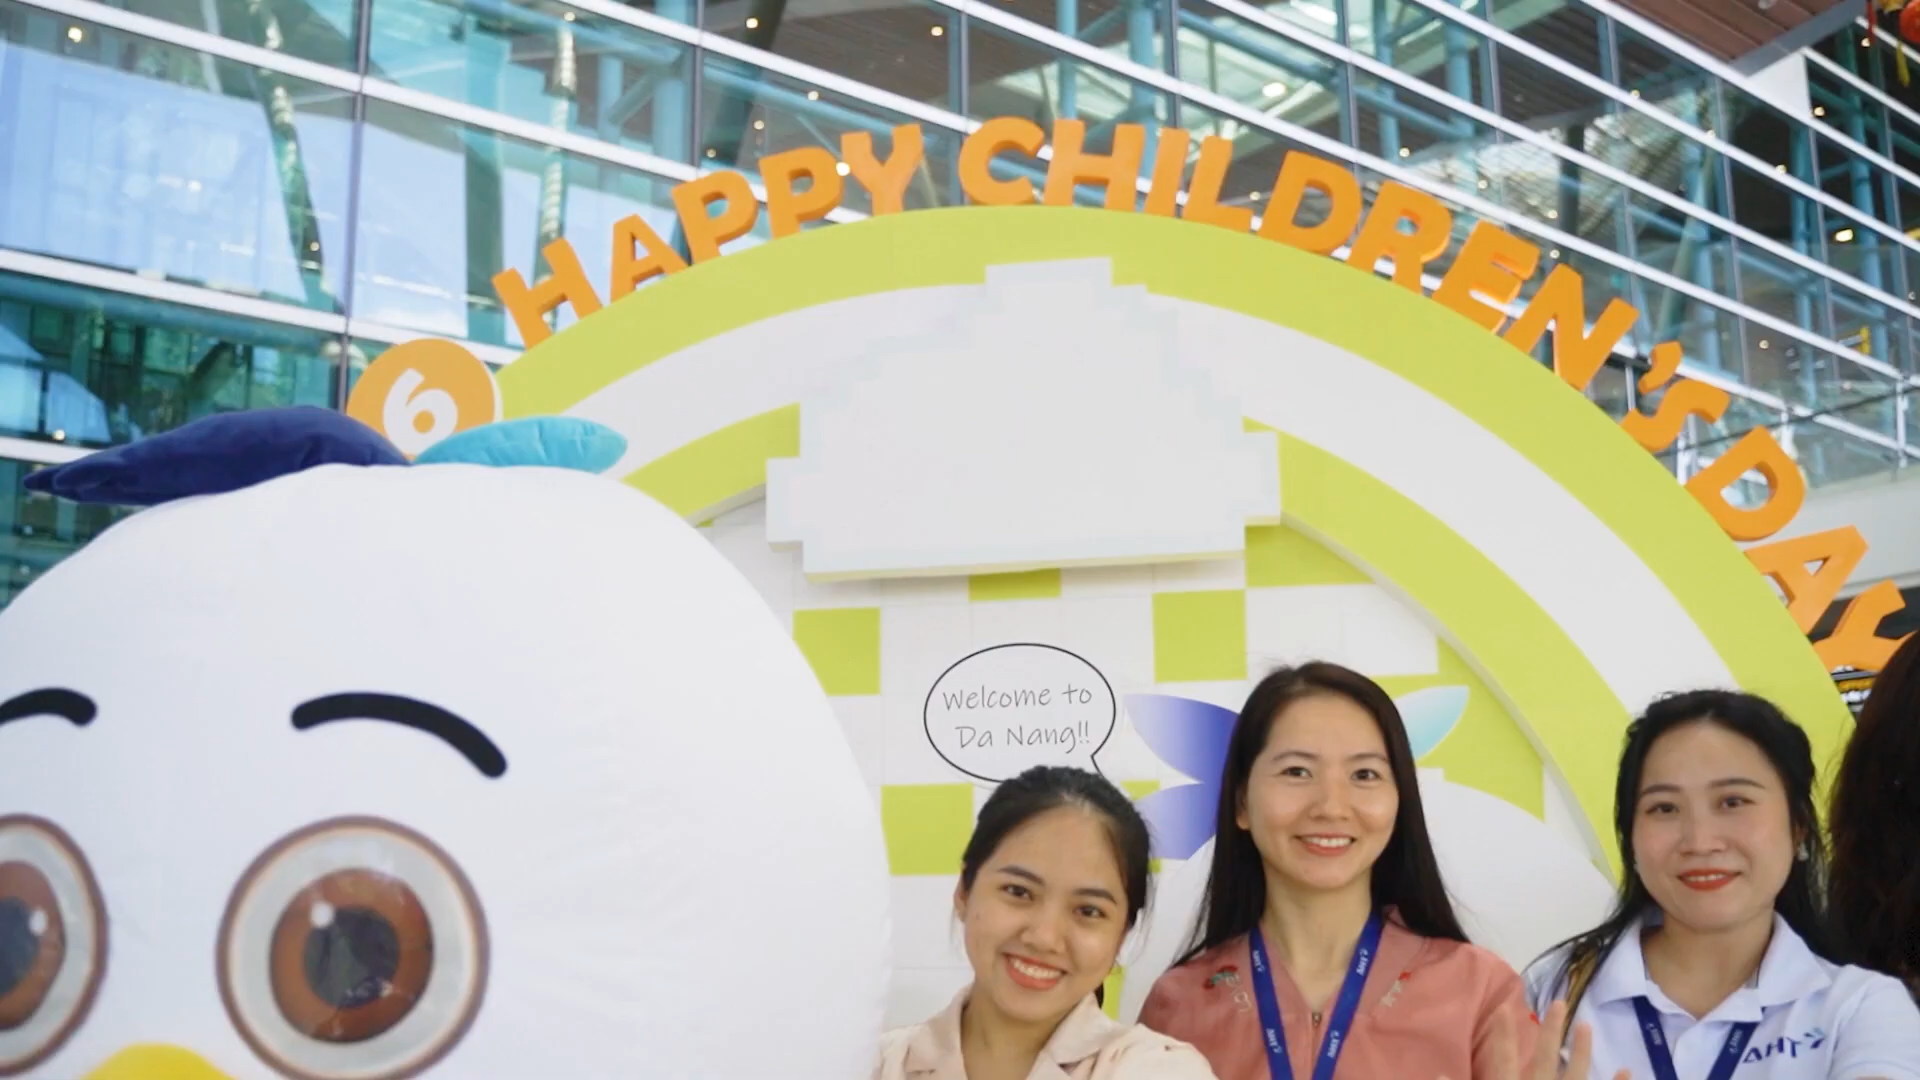 HAPPY CHILDREN'S DAY
6
Welcome to
Da Nang!!
AHT